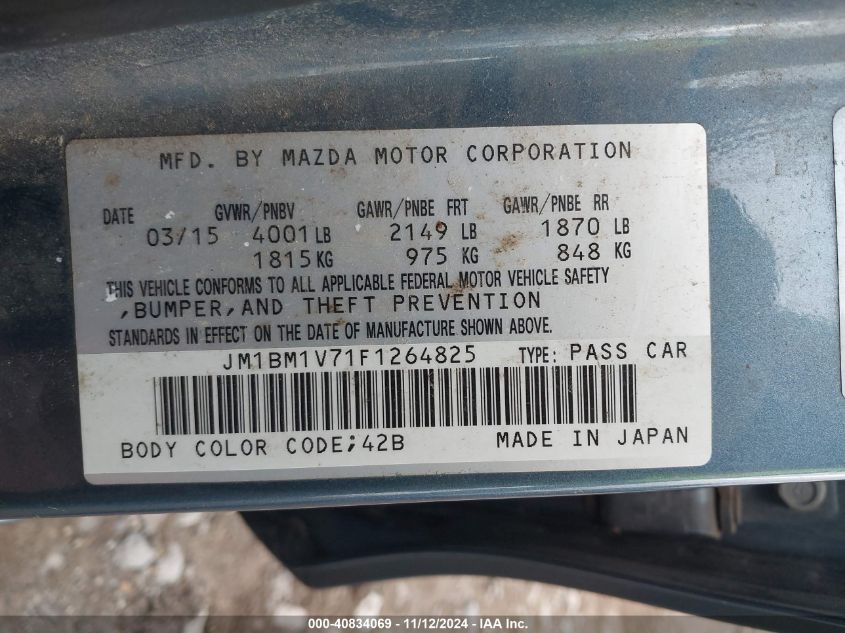 MFD. BY MAZDA MOTOR CORPORATION
DATE GVWR/PNBV GAWR/PNBE FRT GAWR/PNBE RR
03/15 4001 LB 2149 LB 1870 LB
1815 KG 975 KG 848 KG
THIS VEHICLE CONFORMS TO ALL APPLICABLE FEDERAL MOTOR VEHICLE SAFETY
,BUMPER,AND THEFT PREVENTION
STANDARDS IN EFFECT ON THE DATE OF MANUFACTURE SHOWN ABOVE.
JM1BM1V71F1264825 TYPE: PASS CAR
BODY COLOR CODE;42B MADE IN JAPAN
000-40834069 - 11/12/2024 - IAA Inc.